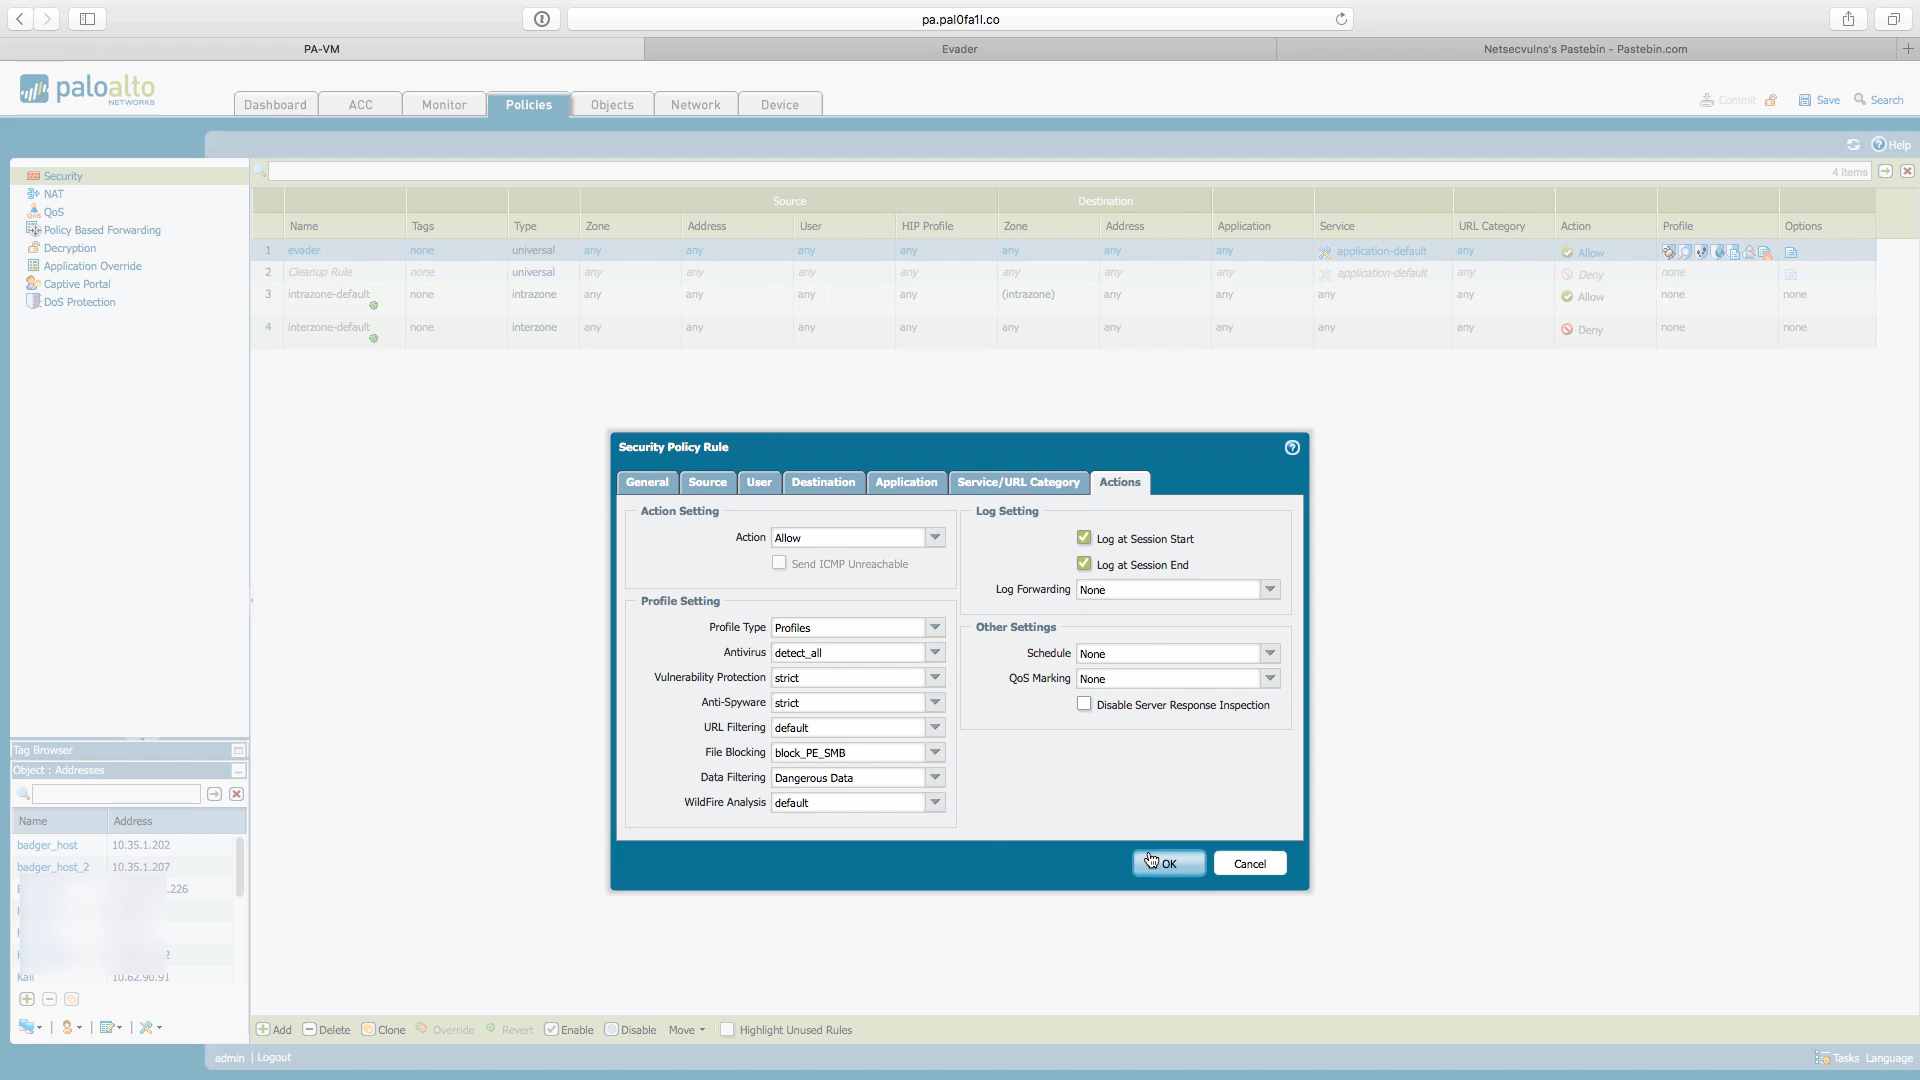 pa.pal0fa1l.co
PA-VM
Evader
Netsecvulns's Pastebin - Pastebin.com
paloalto
NETWORKS
Dashboard ACC Monitor Policies Objects Network Device
Commit Save Search
Help
Security
NAT
QoS
Policy Based Forwarding
Decryption
Application Override
Captive Portal
DoS Protection
4 items
Source Destination
Name Tags Type Zone Address User HIP Profile Zone Address Application Service URL Category Action Profile Options
1 evader none universal any any any any any any any application-default any Allow
2 Cleanup Rule none universal any any any any any any any application-default any Deny none
3 intrazone-default none intrazone any any any any (intrazone) any any any any Allow none none
4 interzone-default none interzone any any any any any any any any any Deny none none
Security Policy Rule
General Source User Destination Application Service/URL Category Actions
Action Setting
Action Allow
Send ICMP Unreachable
Profile Setting
Profile Type Profiles
Antivirus detect_all
Vulnerability Protection strict
Anti-Spyware strict
URL Filtering default
File Blocking block_PE_SMB
Data Filtering Dangerous Data
WildFire Analysis default
Log Setting
Log at Session Start
Log at Session End
Log Forwarding None
Other Settings
Schedule None
QoS Marking None
Disable Server Response Inspection
OK Cancel
Tag Browser
Object : Addresses
Name Address
badger_host 10.35.1.202
badger_host_2 10.35.1.207
.226
2
Kali 10.62.90.91
Add Delete Clone Override Revert Enable Disable Move Highlight Unused Rules
admin | Logout
Tasks Language